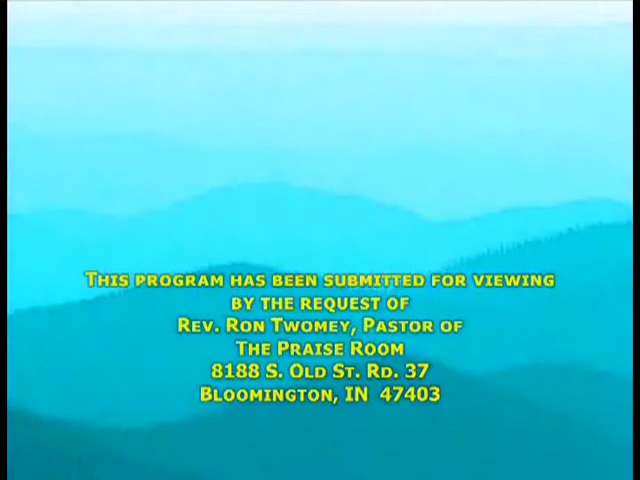 This program has been submitted for viewing
by the request of
Rev. Ron Twomey, Pastor of
The Praise Room
8188 S. Old St. Rd. 37
Bloomington, IN  47403